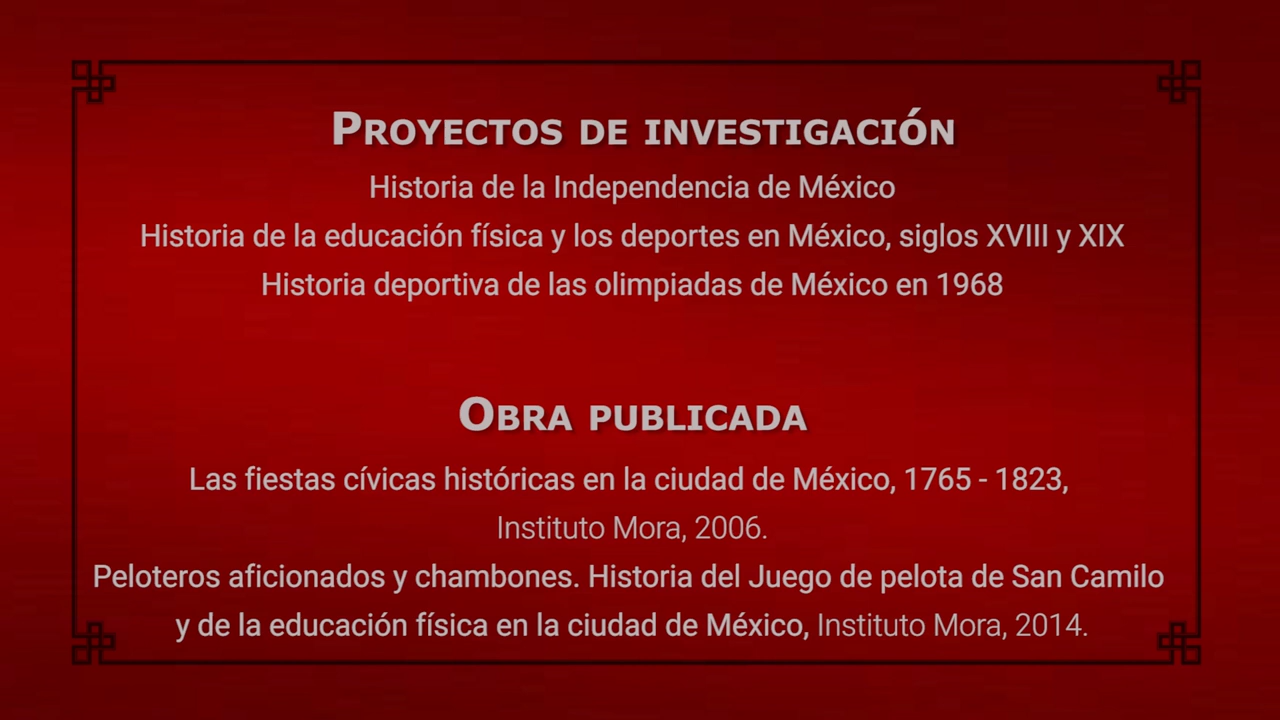 Proyectos de investigación
Historia de la Independencia de México
Historia de la educación física y los deportes en México, siglos XVIII y XIX
Historia deportiva de las olimpiadas de México en 1968
Obra publicada
Las fiestas cívicas históricas en la ciudad de México, 1765 - 1823,
Instituto Mora, 2006.
Peloteros aficionados y chambones. Historia del Juego de pelota de San Camilo
y de la educación física en la ciudad de México, Instituto Mora, 2014.